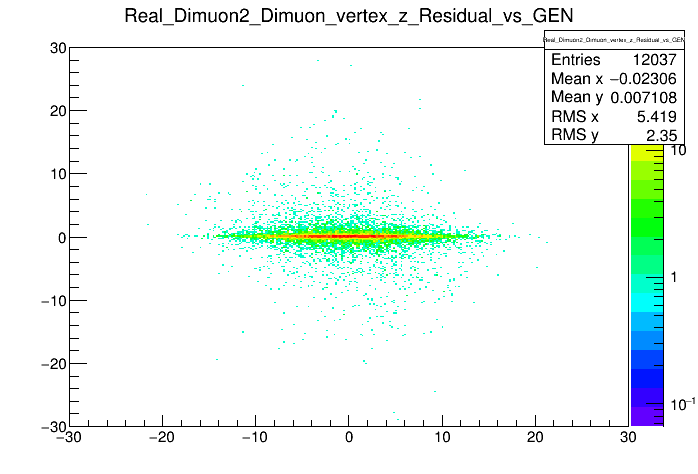 Real_Dimuon2_Dimuon_vertex_z_Residual_vs_GEN
Real_Dimuon2_Dimuon_vertex_z_Residual_vs_GEN
Entries 12037
Mean x −0.02306
Mean y 0.007108
RMS x 5.419
RMS y 2.35
30
20
10
0
−10
−20
−30
−30 −20 −10 0 10 20 30
10
1
10⁻¹